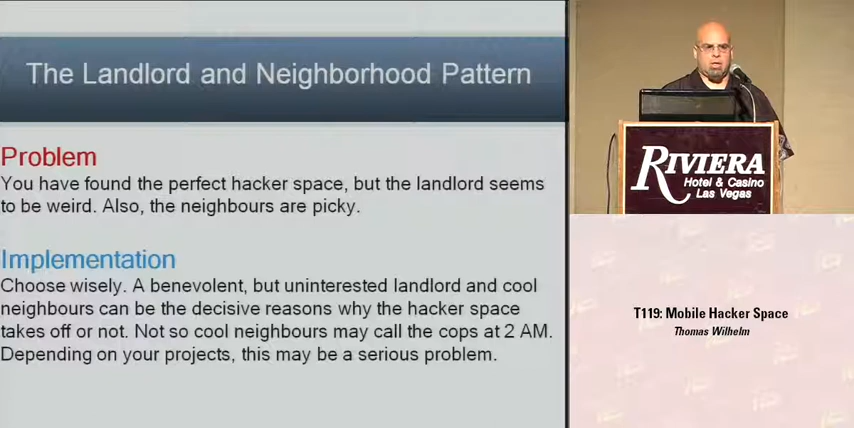 The Landlord and Neighborhood Pattern
Problem
You have found the perfect hacker space, but the landlord seems
to be weird. Also, the neighbours are picky.
Implementation
Choose wisely. A benevolent, but uninterested landlord and cool
neighbours can be the decisive reasons why the hacker space
takes off or not. Not so cool neighbours may call the cops at 2 AM.
Depending on your projects, this may be a serious problem.
RIVIERA
Hotel & Casino
Las Vegas
T119: Mobile Hacker Space
Thomas Wilhelm